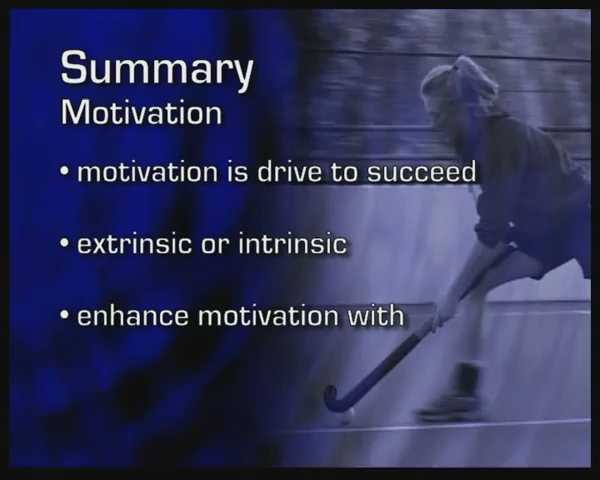 Summary
Motivation
• motivation is drive to succeed
• extrinsic or intrinsic
• enhance motivation with